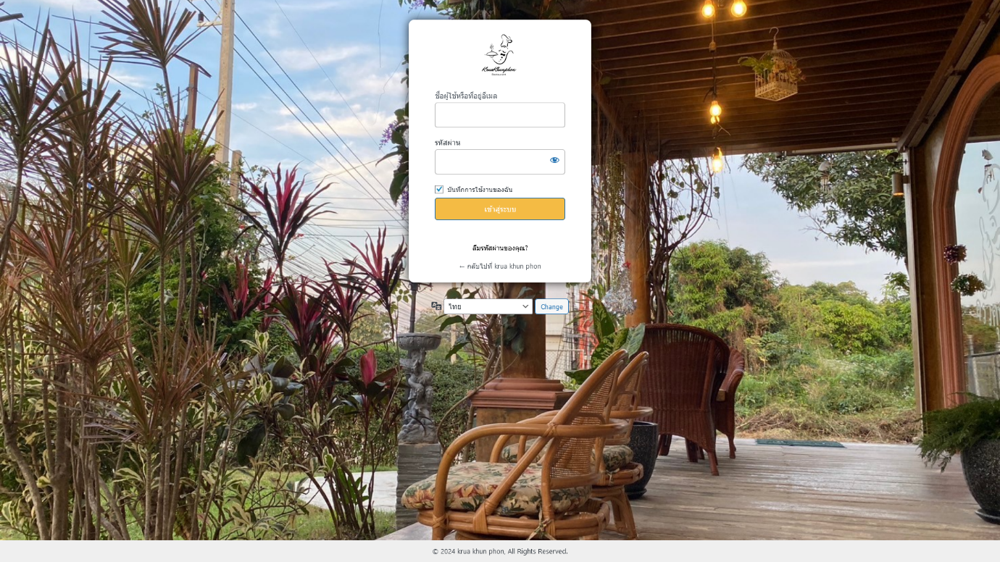 KruaKhunphon
Restaurant
ชื่อผู้ใช้หรือที่อยู่อีเมล
รหัสผ่าน
บันทึกการใช้งานของฉัน
เข้าสู่ระบบ
ลืมรหัสผ่านของคุณ?
← กลับไปที่ krua khun phon
ไทย
Change
© 2024 krua khun phon, All Rights Reserved.